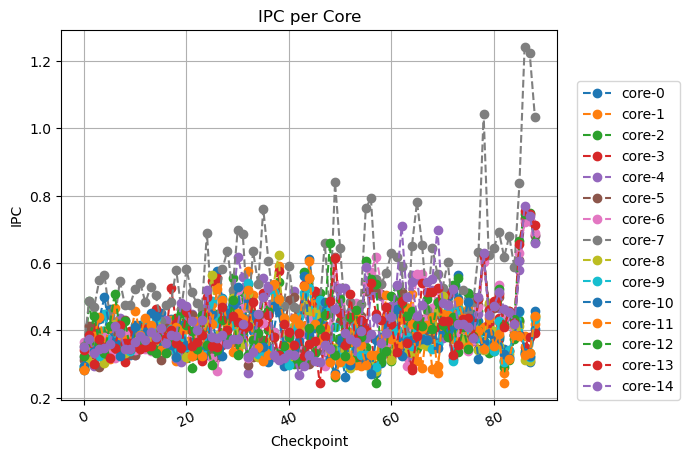 IPC per Core
IPC
1.2
1.0
0.8
0.6
0.4
0.2
0
20
40
60
80
Checkpoint
core-0
core-1
core-2
core-3
core-4
core-5
core-6
core-7
core-8
core-9
core-10
core-11
core-12
core-13
core-14